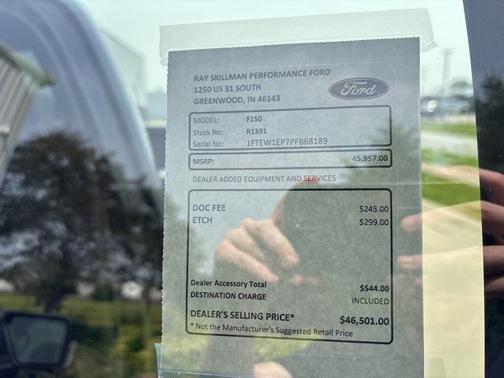 RAY SKILLMAN PERFORMANCE FORD
1250 US 31 SOUTH
GREENWOOD, IN 46143
Ford
MODEL: F150
Stock No: R1391
Serial No: 1FTEW1EP7PFB68189
MSRP: 45,957.00
DEALER ADDED EQUIPMENT AND SERVICES
DOC FEE $245.00
ETCH $299.00
Dealer Accessory Total $544.00
DESTINATION CHARGE INCLUDED
DEALER'S SELLING PRICE* $46,501.00
* Not the Manufacturer's Suggested Retail Price